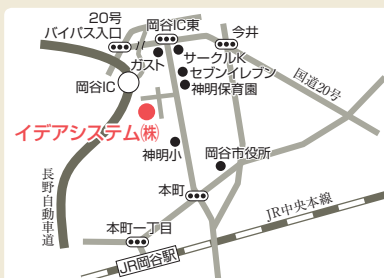 20号
バイパス入口
岡谷IC東
今井
ガスト
サークルK
セブンイレブン
神明保育園
岡谷IC
国道20号
イデアシステム㈱
神明小
岡谷市役所
長野自動車道
本町
本町一丁目
JR中央本線
JR岡谷駅